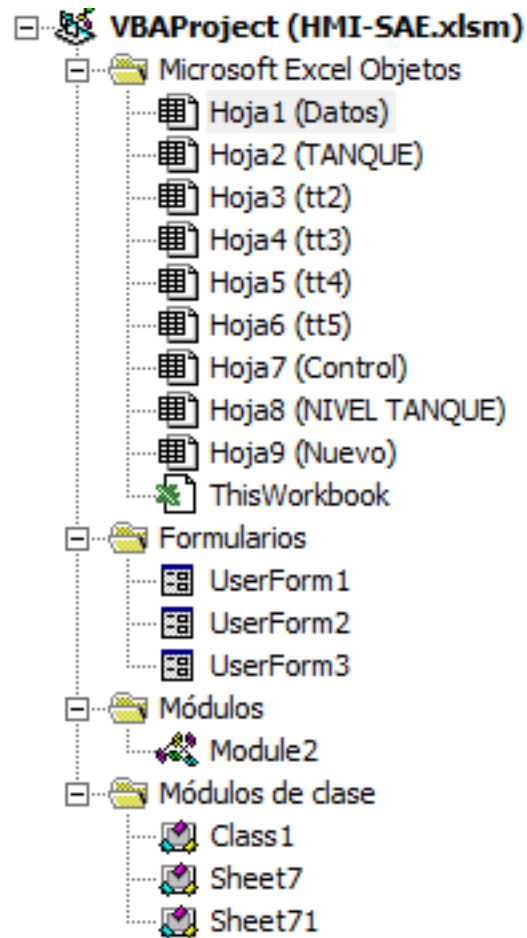 VBAProject (HMI-SAE.xlsm)
Microsoft Excel Objetos
Hoja1 (Datos)
Hoja2 (TANQUE)
Hoja3 (tt2)
Hoja4 (tt3)
Hoja5 (tt4)
Hoja6 (tt5)
Hoja7 (Control)
Hoja8 (NIVEL TANQUE)
Hoja9 (Nuevo)
ThisWorkbook
Formularios
UserForm1
UserForm2
UserForm3
Módulos
Module2
Módulos de clase
Class1
Sheet7
Sheet71